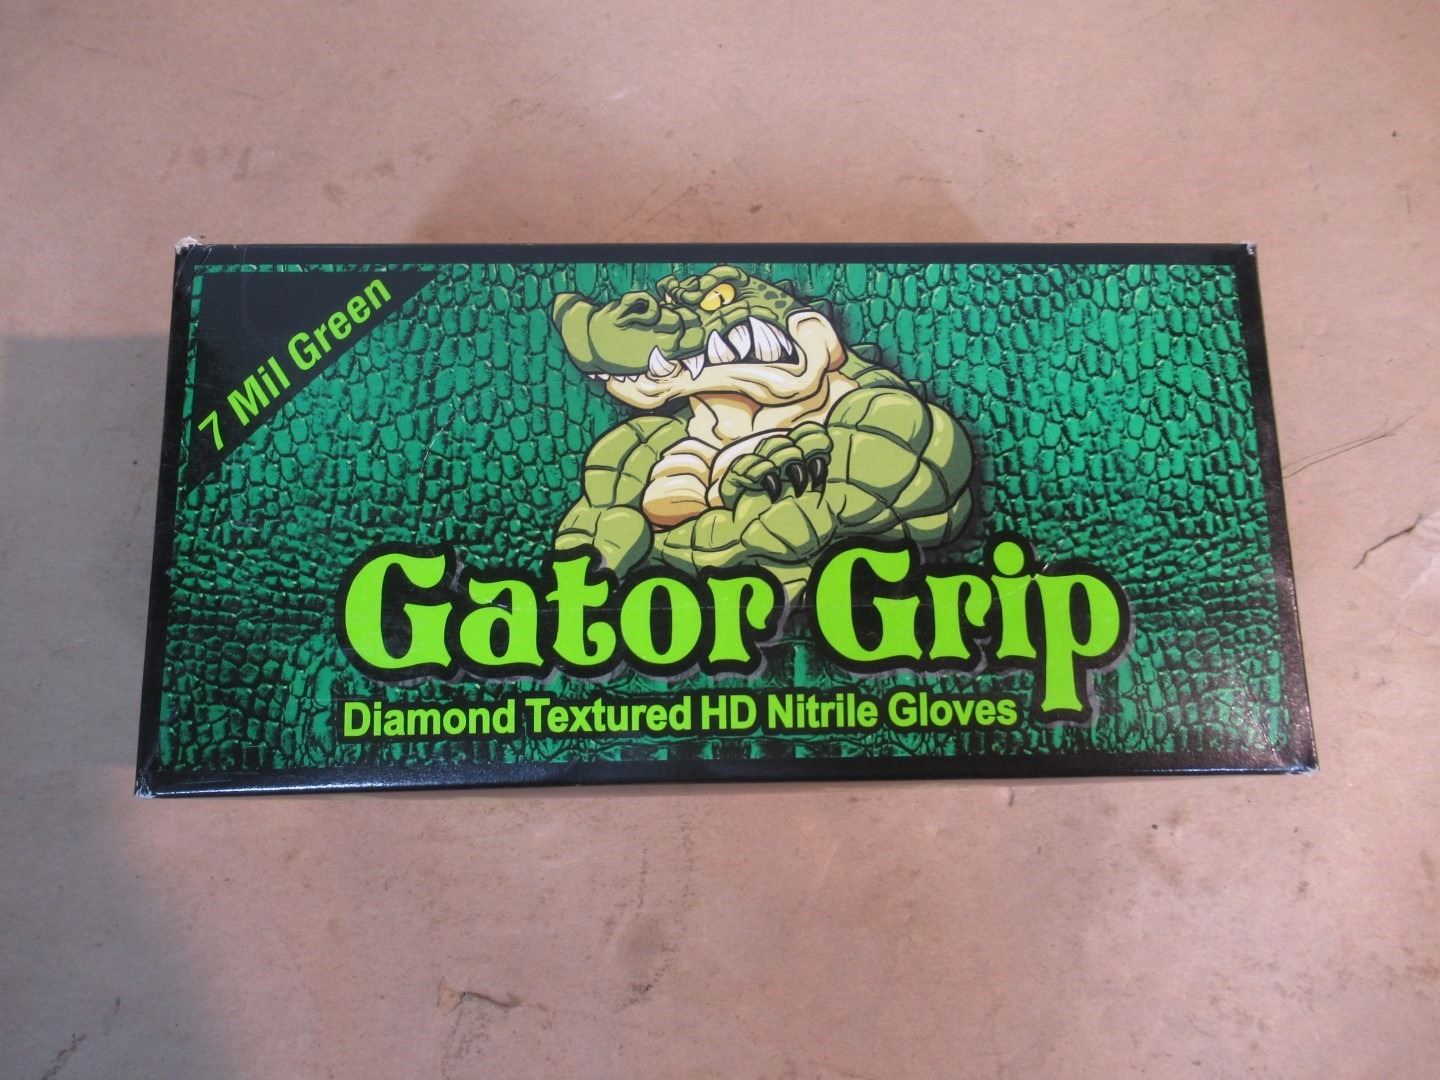 7 Mil Green
Gator Grip
Diamond Textured HD Nitrile Gloves